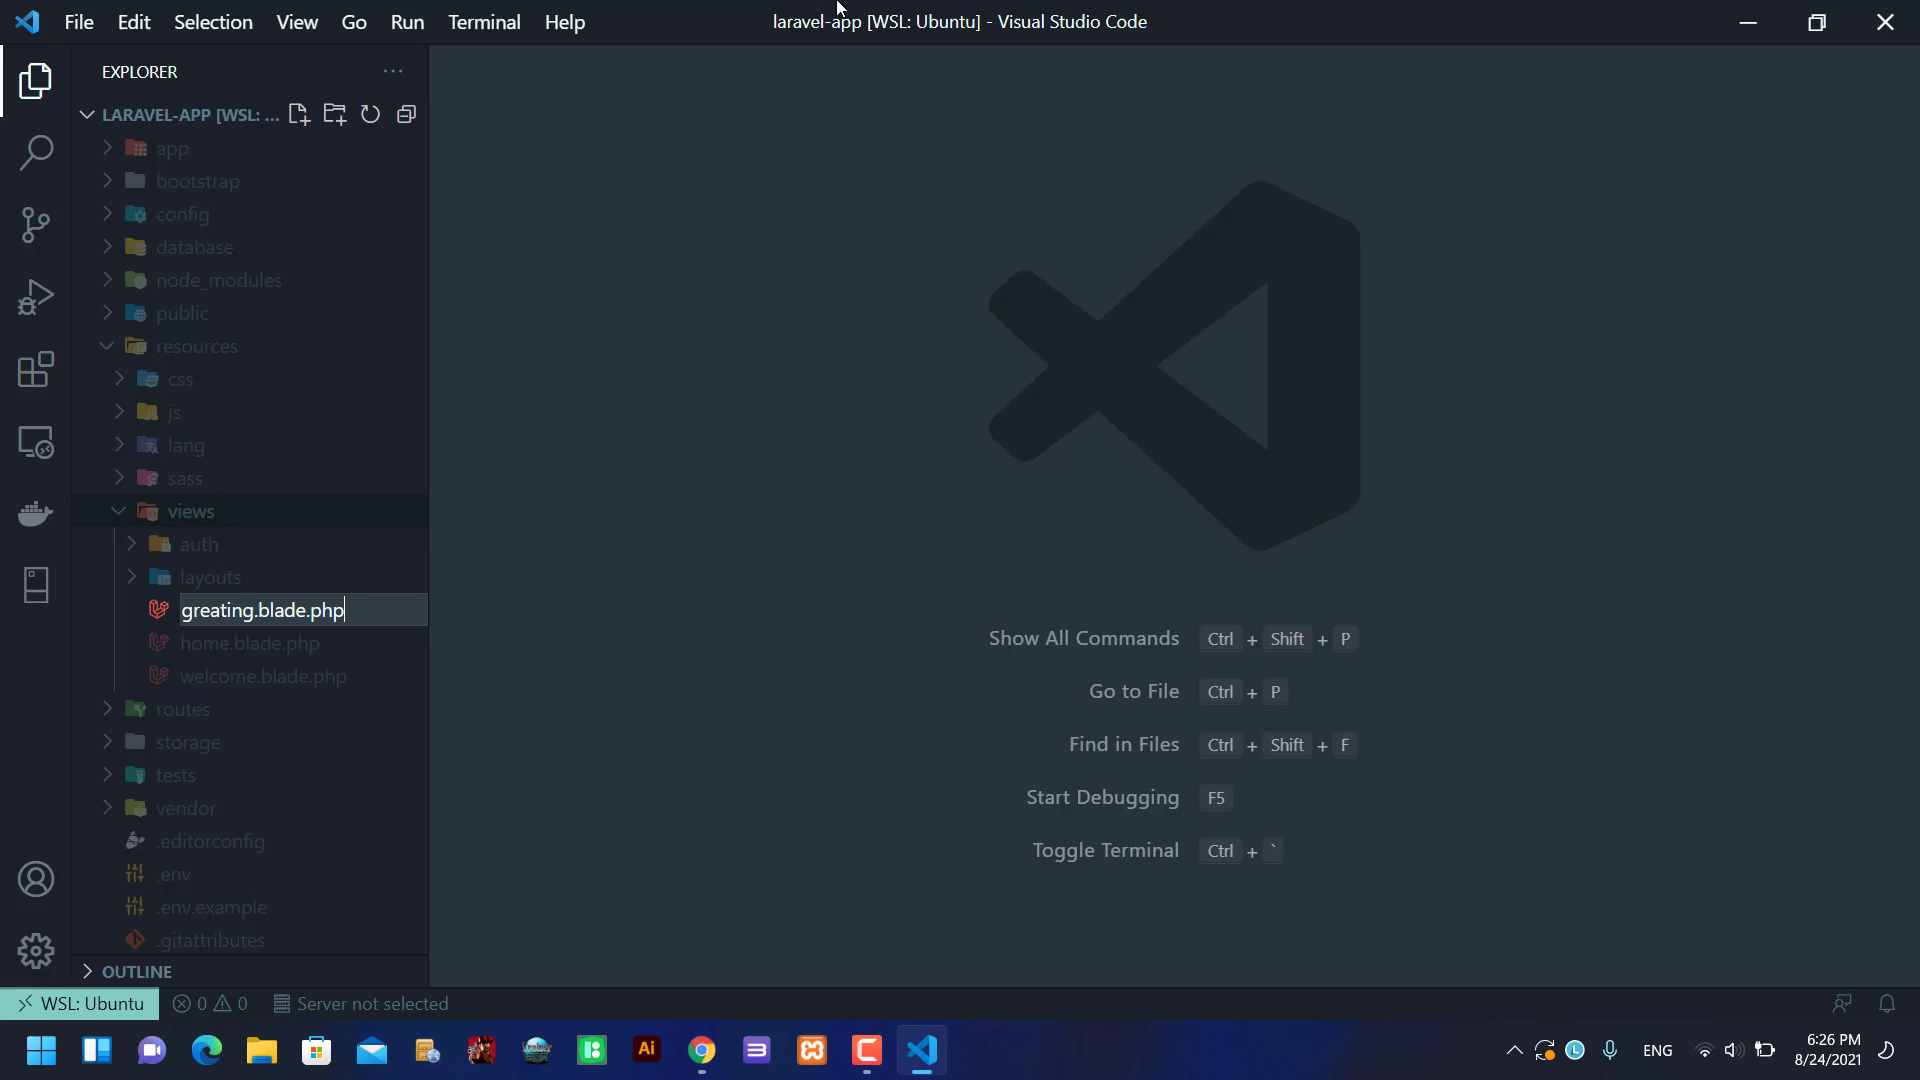 File Edit Selection View Go Run Terminal Help
laravel-app [WSL: Ubuntu] - Visual Studio Code
EXPLORER
LARAVEL-APP [WSL: ...
app
bootstrap
config
database
node_modules
public
resources
css
js
lang
sass
views
auth
layouts
greating.blade.php
home.blade.php
welcome.blade.php
routes
storage
tests
vendor
.editorconfig
.env
.env.example
.gitattributes
OUTLINE
Show All Commands Ctrl + Shift + P
Go to File Ctrl + P
Find in Files Ctrl + Shift + F
Start Debugging F5
Toggle Terminal Ctrl + `
WSL: Ubuntu 0 0 Server not selected
Ai
ENG
6:26 PM
8/24/2021